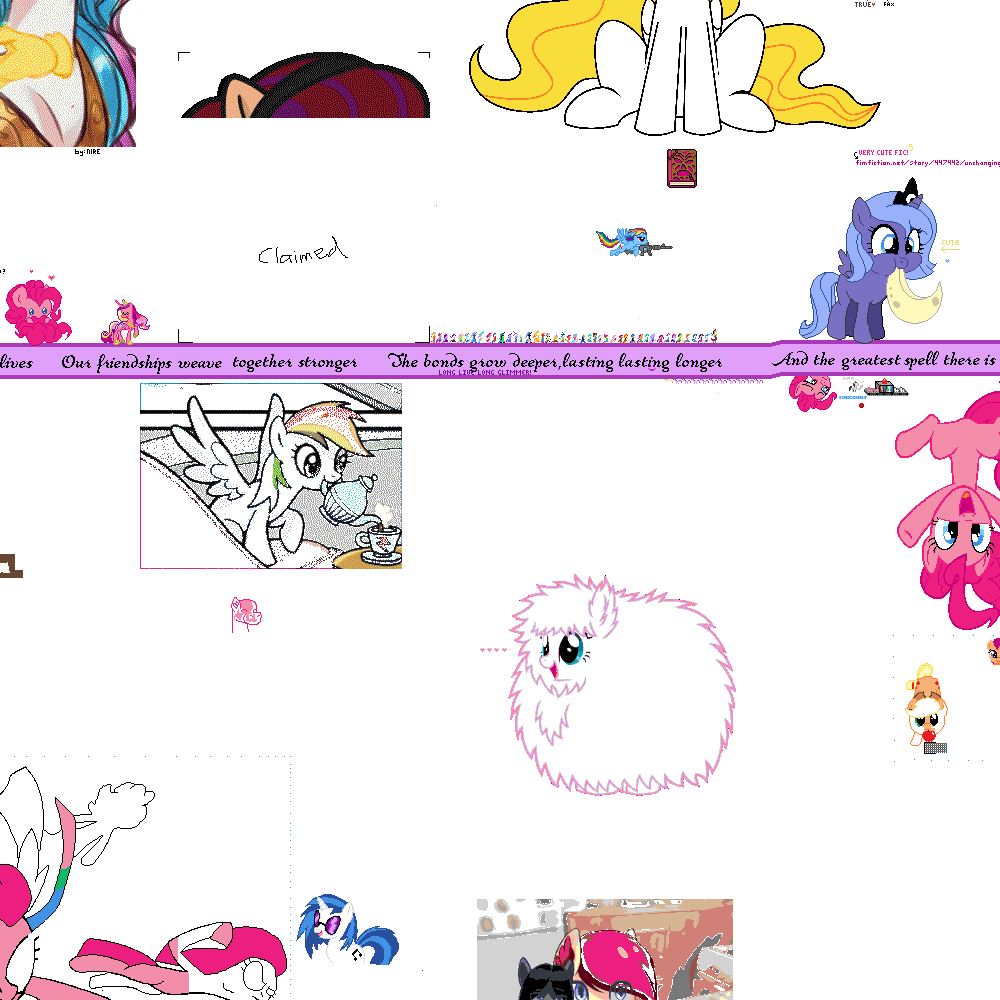 TRUE♥ FAX
by:NIRE
VERY CUTE FIC!
fimfiction.net/story/447442/unchanging
Claimed
CUTE
lives Our friendships weave together stronger The bonds grow deeper,lasting lasting longer And the greatest spell there is
LONG LIVE LONG GLIMMER!